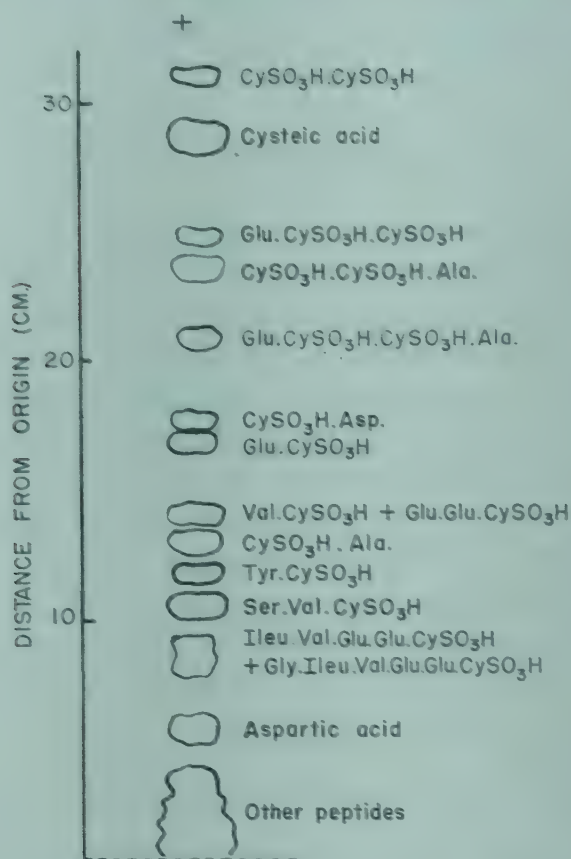 +
CySO₃H.CySO₃H
30
Cysteic acid
Glu.CySO₃H.CySO₃H
CySO₃H.CySO₃H.Ala.
Glu.CySO₃H.CySO₃H.Ala.
20
CySO₃H.Asp.
Glu.CySO₃H
Val.CySO₃H + Glu.Glu.CySO₃H
CySO₃H.Ala.
Tyr.CySO₃H
10
Ser.Val.CySO₃H
Ileu.Val.Glu.Glu.CySO₃H
+ Gly.Ileu.Val.Glu.Glu.CySO₃H
Aspartic acid
Other peptides
DISTANCE FROM ORIGIN (CM.)